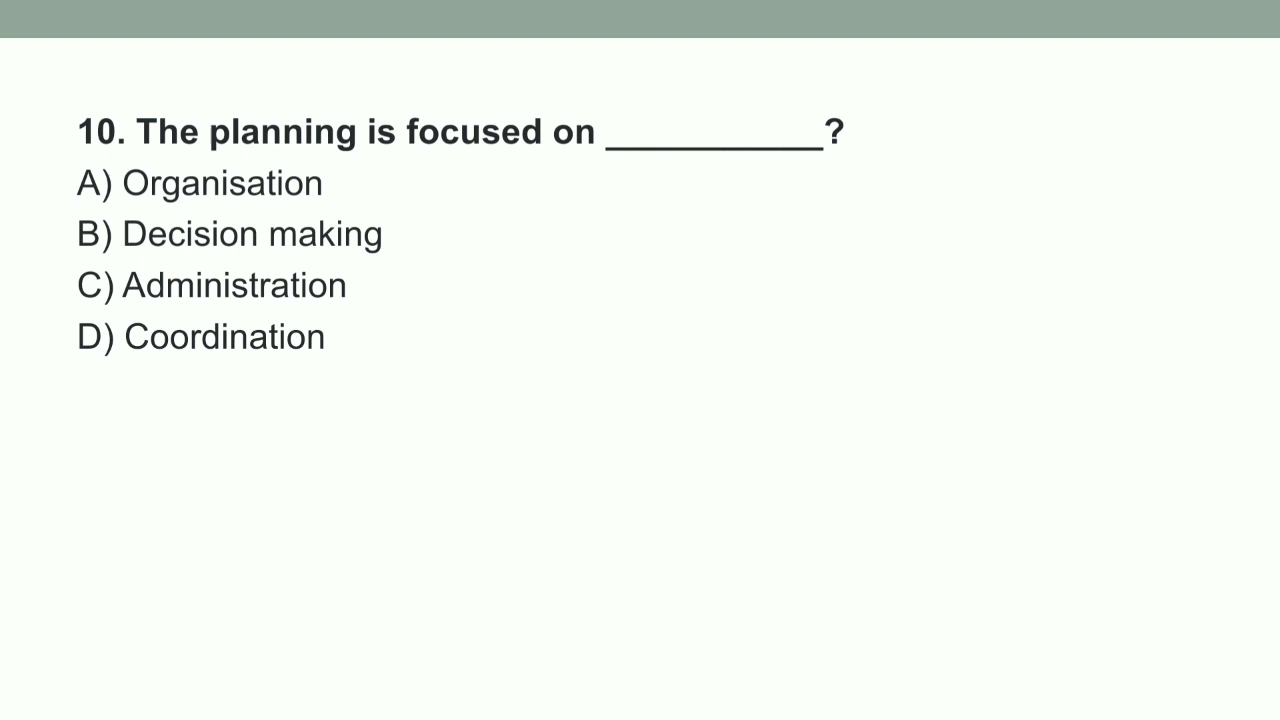 10. The planning is focused on ___________?
A) Organisation
B) Decision making
C) Administration
D) Coordination